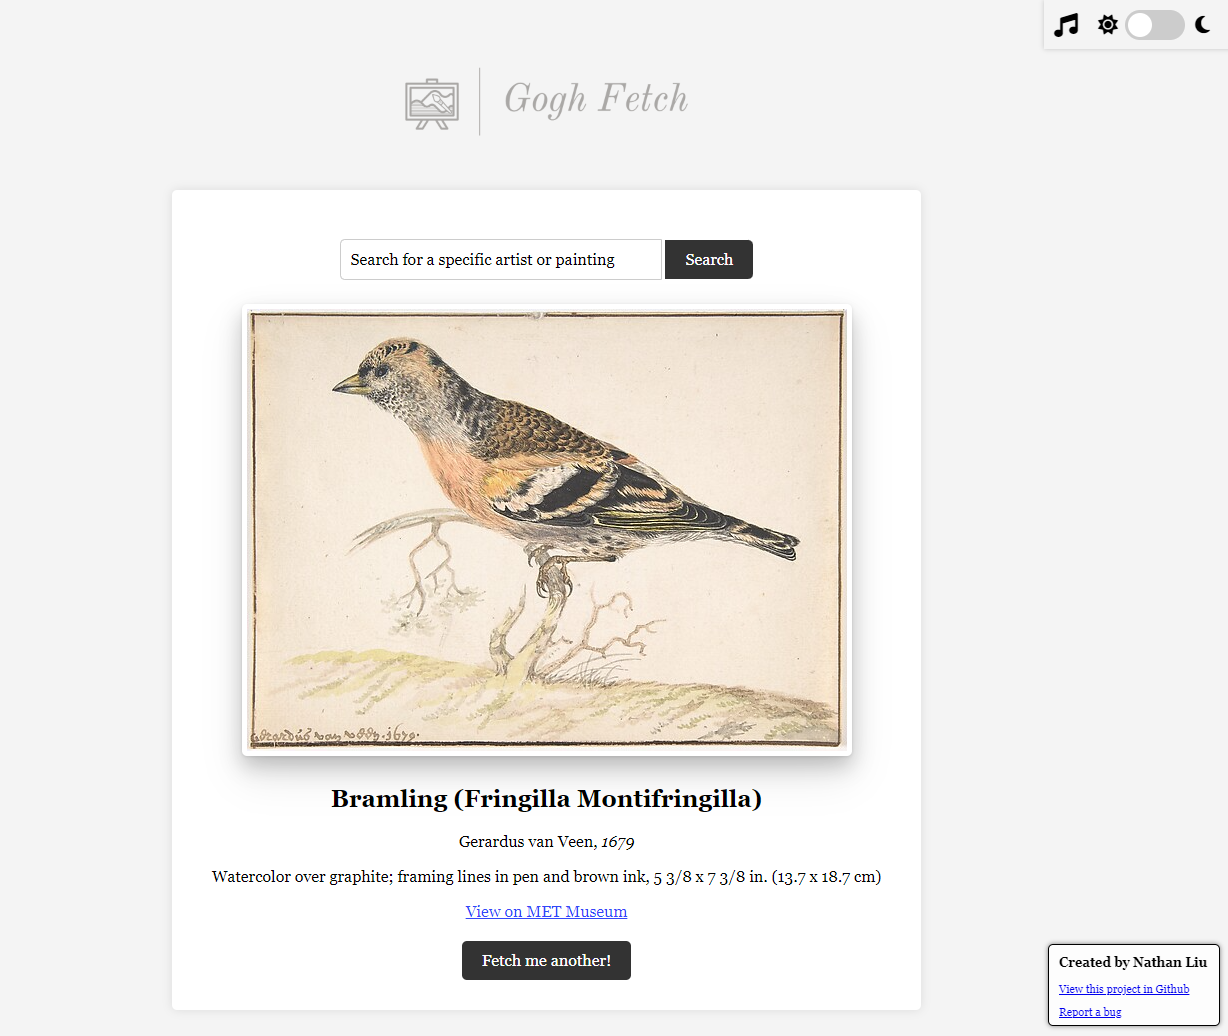 Gogh Fetch
Search for a specific artist or painting
Search
Gerardus van Veen. 1679.
Bramling (Fringilla Montifringilla)
Gerardus van Veen, 1679
Watercolor over graphite; framing lines in pen and brown ink, 5 3/8 x 7 3/8 in. (13.7 x 18.7 cm)
View on MET Museum
Fetch me another!
Created by Nathan Liu
View this project in Github
Report a bug